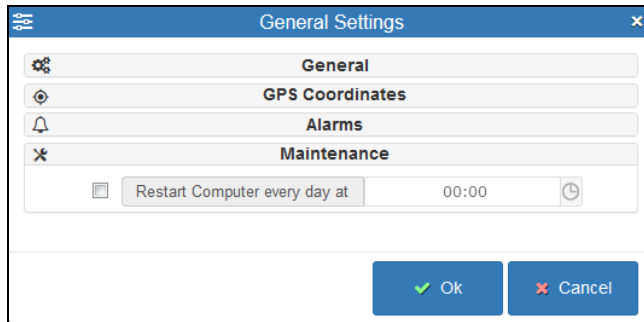 General Settings
General
GPS Coordinates
Alarms
Maintenance
Restart Computer every day at 00:00
Ok Cancel